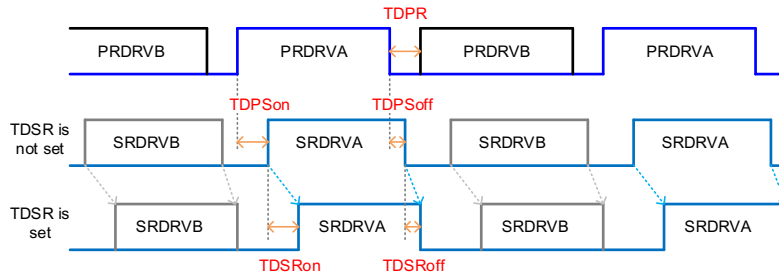 TDPR
PRDRVB
PRDRVA
PRDRVB
PRDRVA
TDPSon
TDPSoff
TDSR is
not set
SRDRVB
SRDRVA
SRDRVB
SRDRVA
TDSR is
set
SRDRVB
SRDRVA
SRDRVB
SRDRVA
TDSRon
TDSRoff